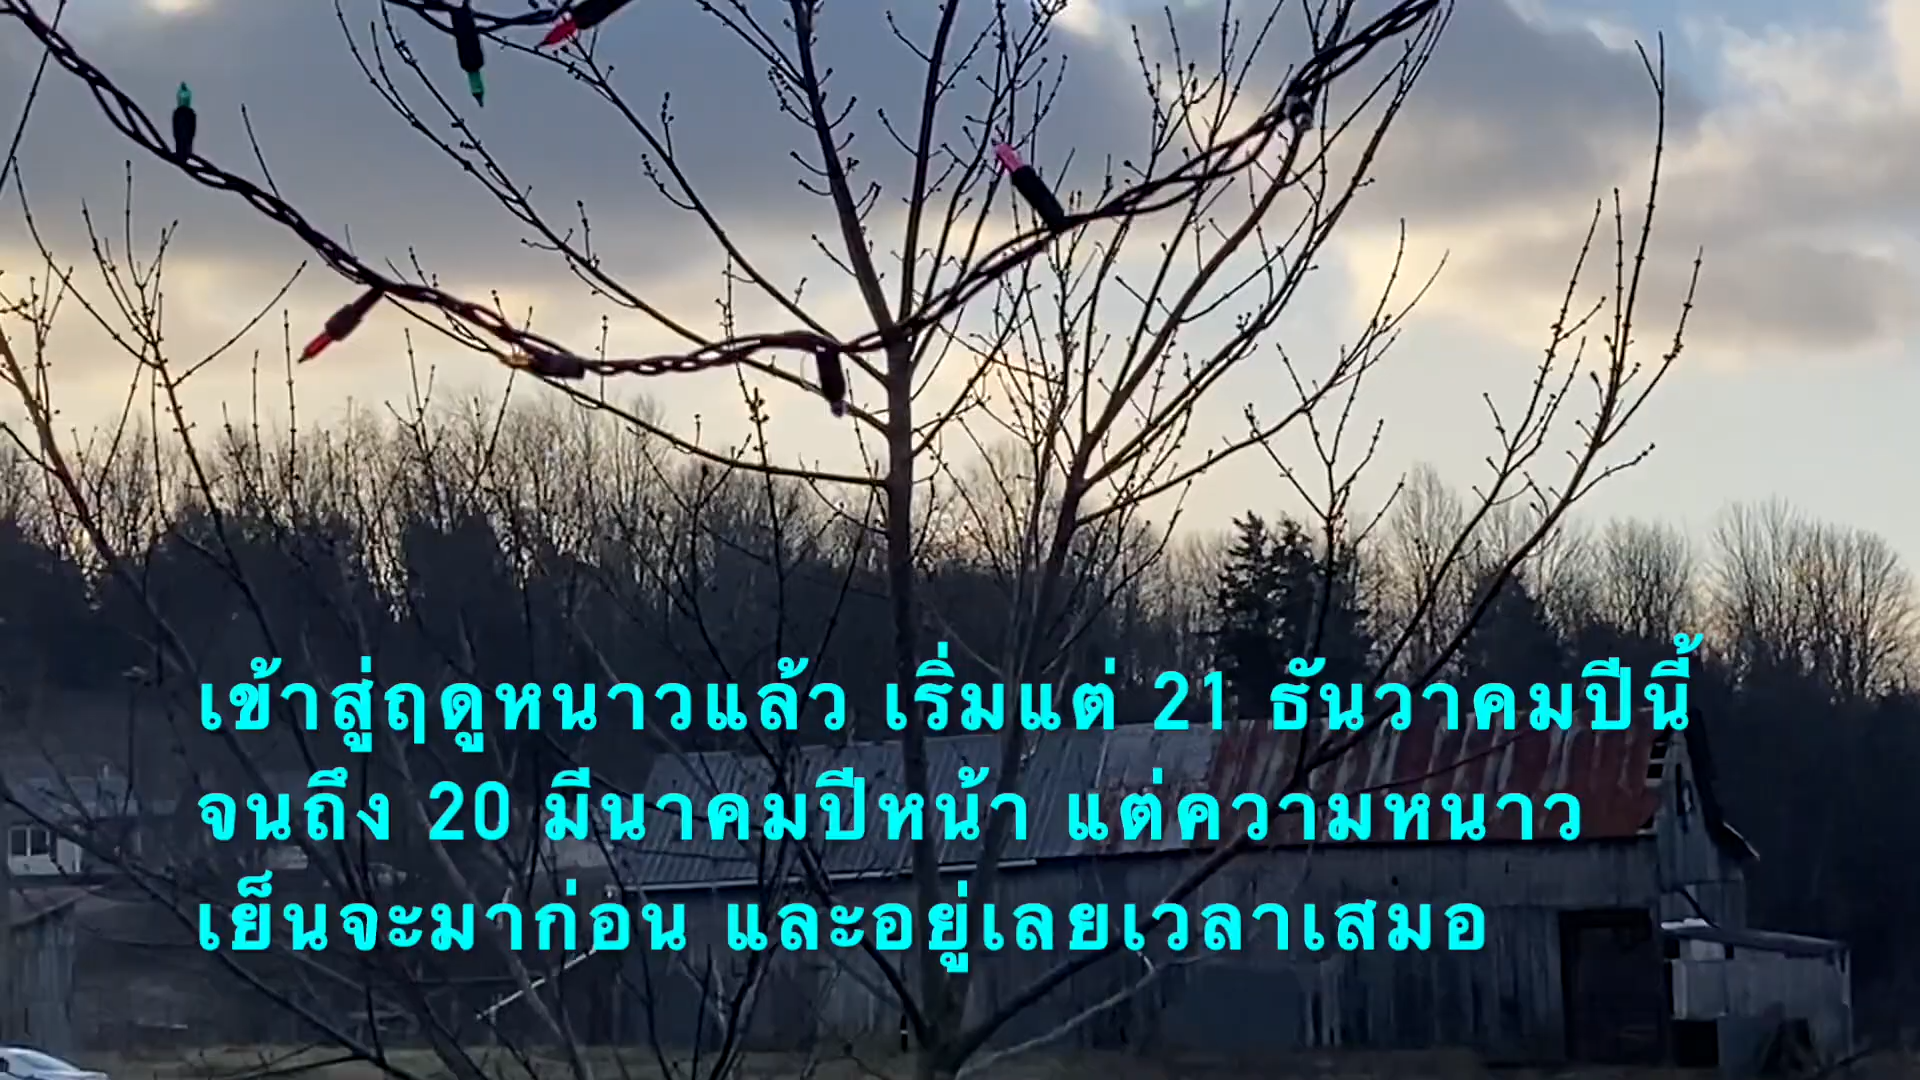 เข้าสู่ฤดูหนาวแล้ว เริ่มแต่ 21 ธันวาคมปีนี้
จนถึง 20 มีนาคมปีหน้า แต่ความหนาว
เย็นจะมาก่อน และอยู่เลยเวลาเสมอ